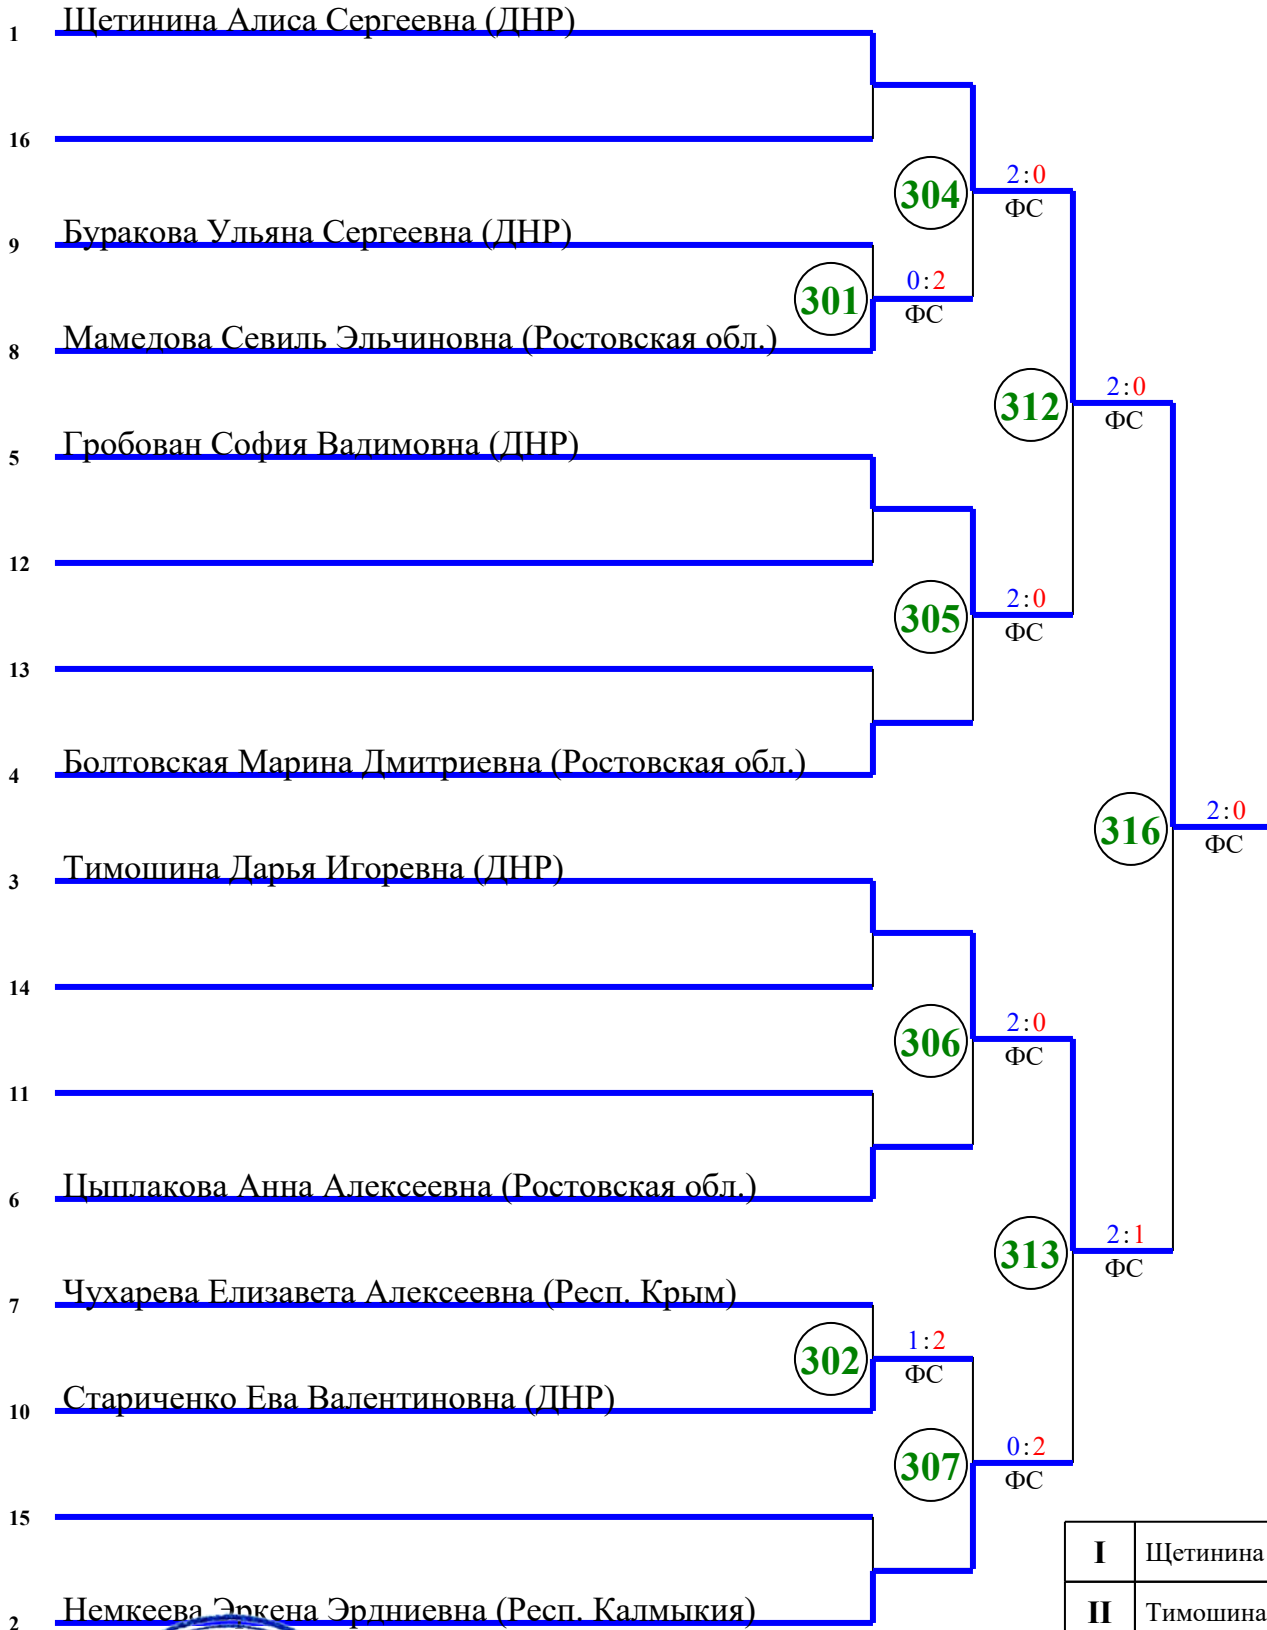 1 Щетинина Алиса Сергеевна (ДНР)
16
304 2:0
ФС
9 Буракова Ульяна Сергеевна (ДНР)
301 0:2
ФС
8 Мамедова Севиль Эльчиновна (Ростовская обл.)
312 2:0
ФС
5 Гробован София Вадимовна (ДНР)
12
305 2:0
ФС
13
4 Болтовская Марина Дмитриевна (Ростовская обл.)
316 2:0
ФС
3 Тимошина Дарья Игоревна (ДНР)
14
306 2:0
ФС
11
6 Цыплакова Анна Алексеевна (Ростовская обл.)
313 2:1
ФС
7 Чухарева Елизавета Алексеевна (Респ. Крым)
302 1:2
ФС
10 Стариченко Ева Валентиновна (ДНР)
307 0:2
ФС
15
I Щетинина
2 Немкеева Эркена Эрдниевна (Респ. Калмыкия)
II Тимошина